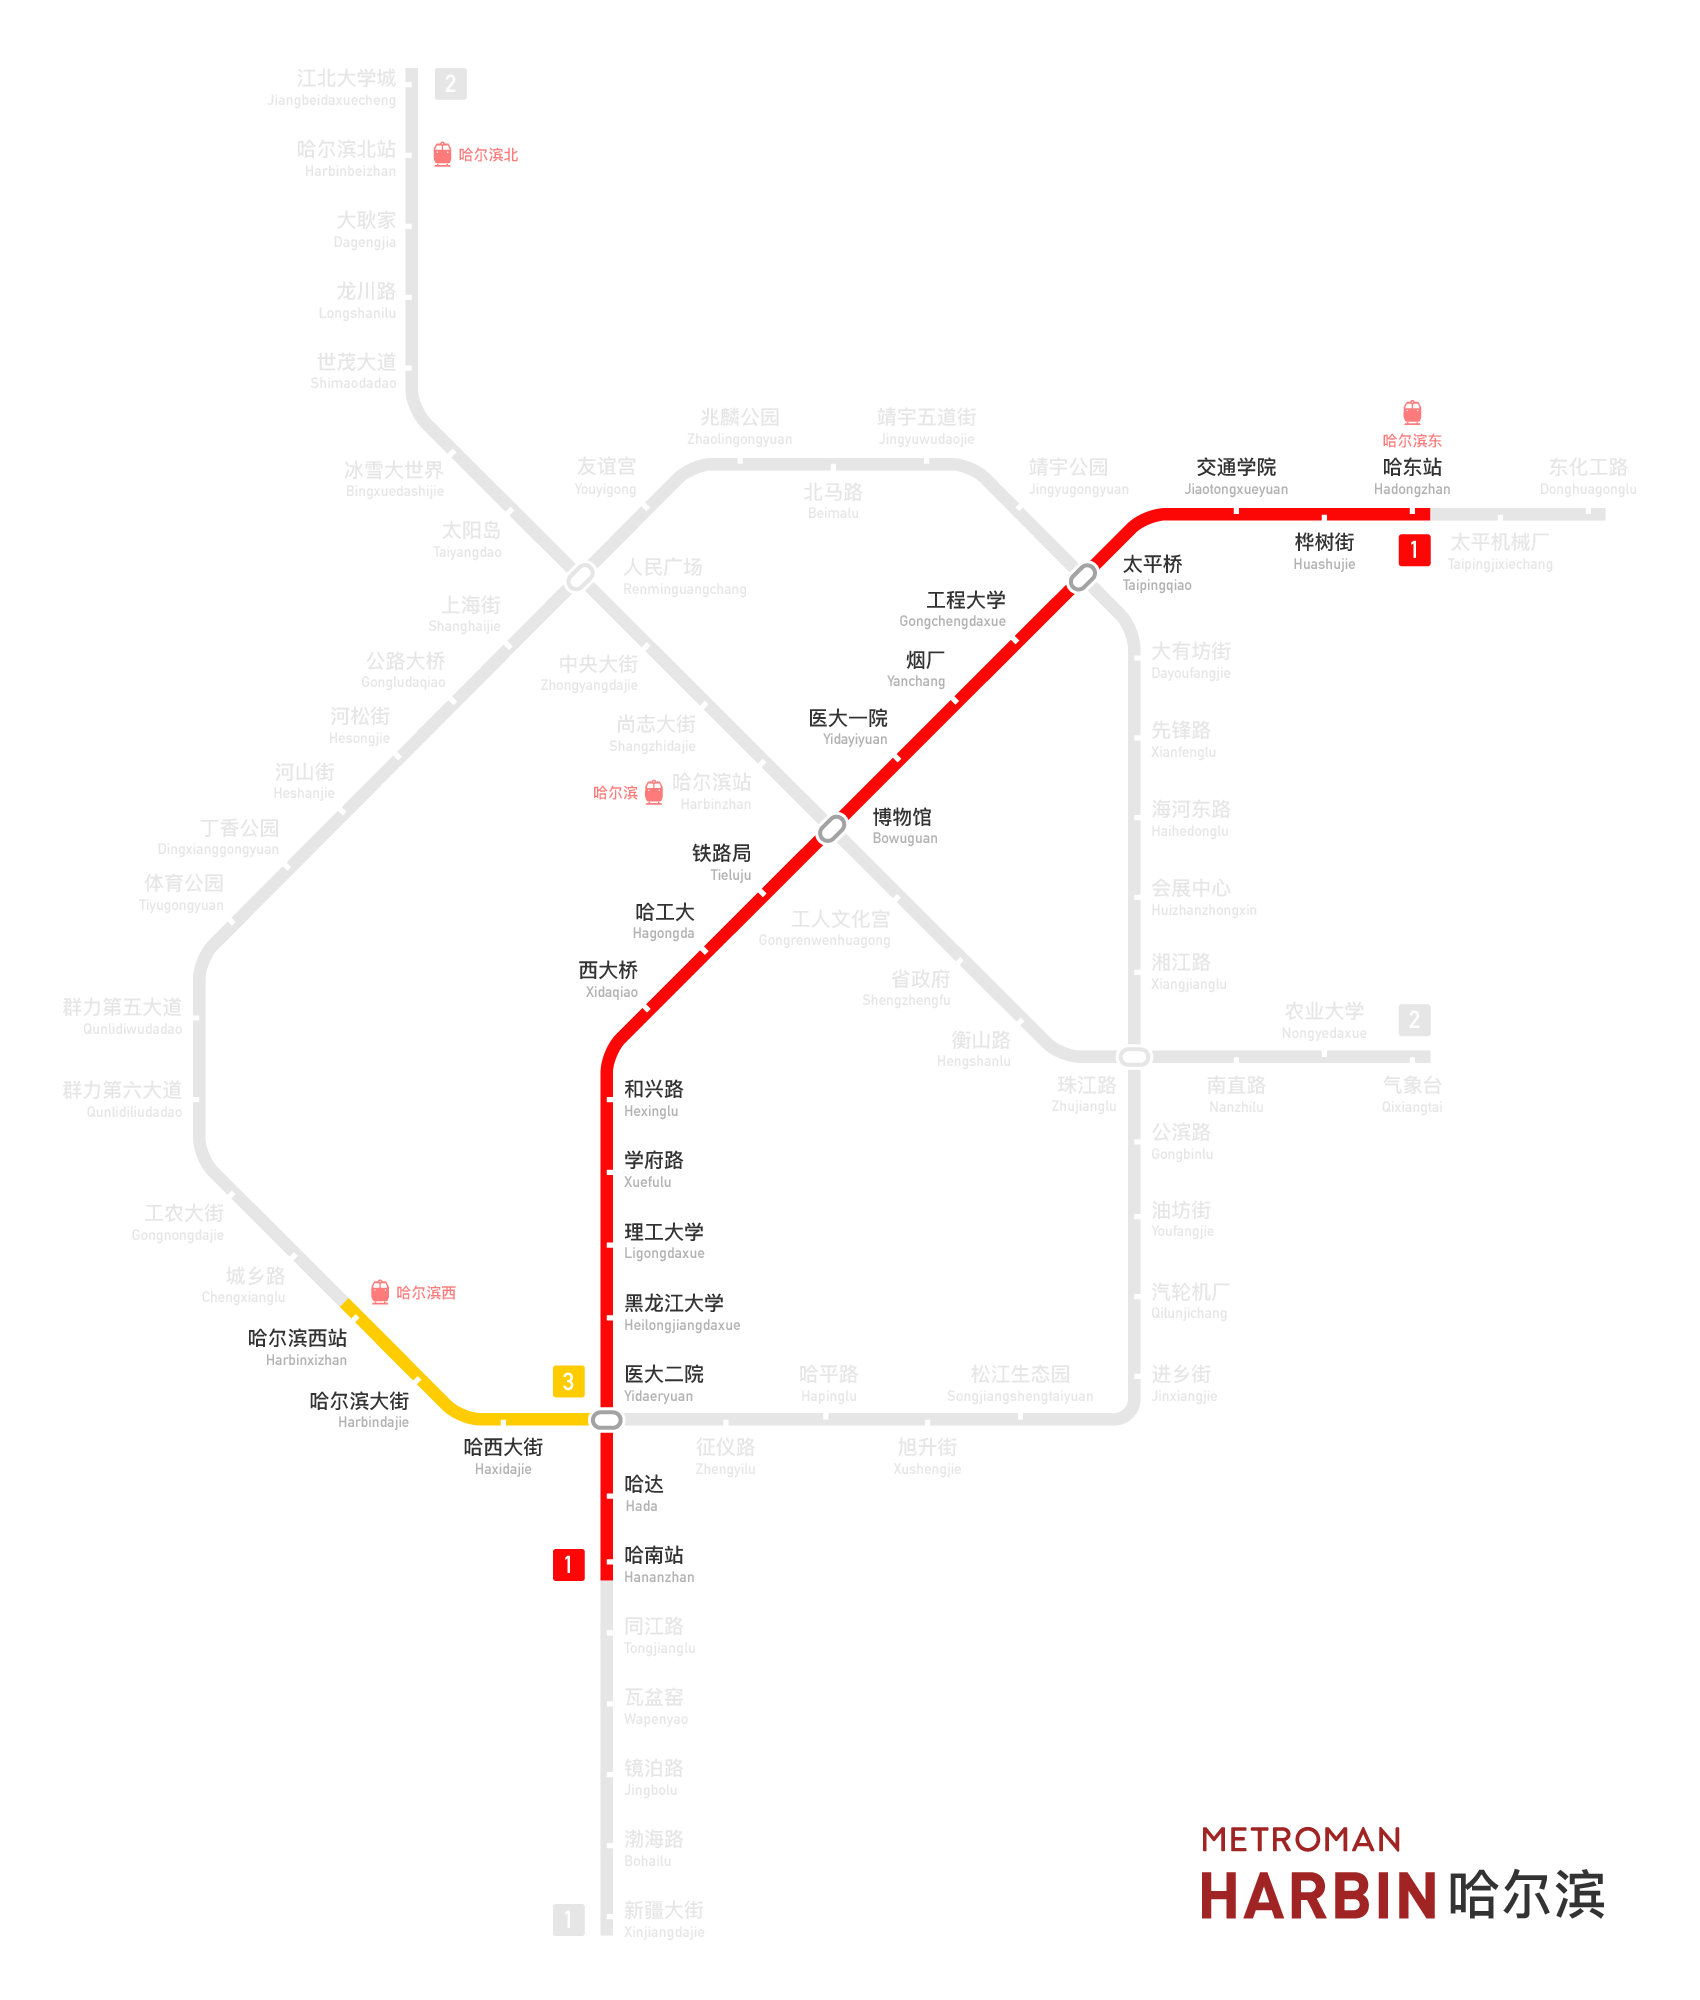 江北大学城
Jiangbeidaxuecheng
2
哈尔滨北站
Harbinbeizhan
哈尔滨北
大耿家
Dagengjia
龙川路
Longshanilu
世茂大道
Shimaodadao
冰雪大世界
Bingxuedashijie
太阳岛
Taiyangdao
友谊宫
Youyigong
兆麟公园
Zhaolingongyuan
北马路
Beimalu
靖宇五道街
Jingyuwudaojie
靖宇公园
Jingyugongyuan
交通学院
Jiaotongxueyuan
哈尔滨东
哈东站
Hadongzhan
东化工路
Donghuagonglu
桦树街
Huashujie
1
太平机械厂
Taipingjixiechang
人民广场
Renminguangchang
太平桥
Taipingqiao
工程大学
Gongchengdaxue
上海街
Shanghaijie
公路大桥
Gongludaqiao
中央大街
Zhongyangdajie
烟厂
Yanchang
大有坊街
Dayoufangjie
河松街
Hesongjie
尚志大街
Shangzhidajie
医大一院
Yidayiyuan
先锋路
Xianfenglu
河山街
Heshanjie
哈尔滨
哈尔滨站
Harbinzhan
博物馆
Bowuguan
海河东路
Haihedonglu
丁香公园
Dingxianggongyuan
铁路局
Tieluju
体育公园
Tiyugongyuan
会展中心
Huizhanzhongxin
哈工大
Hagongda
工人文化宫
Gongrenwenhuagong
西大桥
Xidaqiao
省政府
Shengzhengfu
湘江路
Xiangjianglu
群力第五大道
Qunlidiwudadao
衡山路
Hengshanlu
农业大学
Nongyedaxue
2
群力第六大道
Qunlidiliudadao
和兴路
Hexinglu
珠江路
Zhujianglu
南直路
Nanzhilu
气象台
Qixiangtai
学府路
Xuefulu
公滨路
Gongbinlu
工农大街
Gongnongdajie
理工大学
Ligongdaxue
油坊街
Youfangjie
城乡路
Chengxianglu
哈尔滨西
黑龙江大学
Heilongjiangdaxue
汽轮机厂
Qilunjichang
哈尔滨西站
Harbinxizhan
3
医大二院
Yidaeryuan
哈平路
Hapinglu
松江生态园
Songjiangshengtaiyuan
进乡街
Jinxiangjie
哈尔滨大街
Harbindajie
哈西大街
Haxidajie
征仪路
Zhengyilu
旭升街
Xushengjie
哈达
Hada
1
哈南站
Hananzhan
同江路
Tongjianglu
瓦盆窑
Wapenyao
镜泊路
Jingbolu
渤海路
Bohailu
1
新疆大街
Xinjiangdajie
METROMAN
HARBIN 哈尔滨